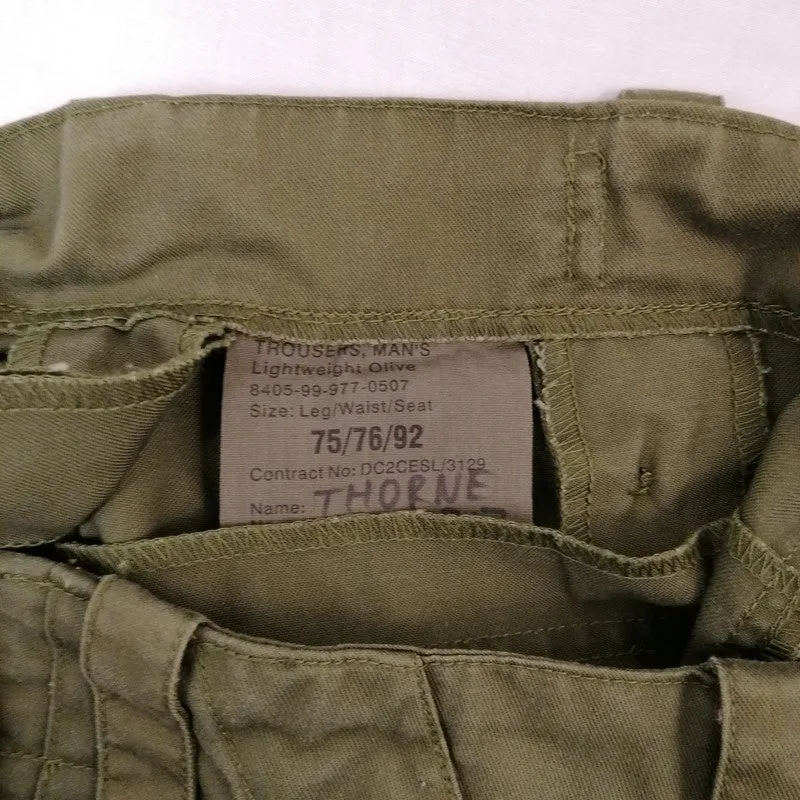 TROUSERS, MAN'S
Lightweight Olive
8405-99-977-0507
Size: Leg/Waist/Seat
75/76/92
Contract No: DC2CESL/3129
Name: THORNE